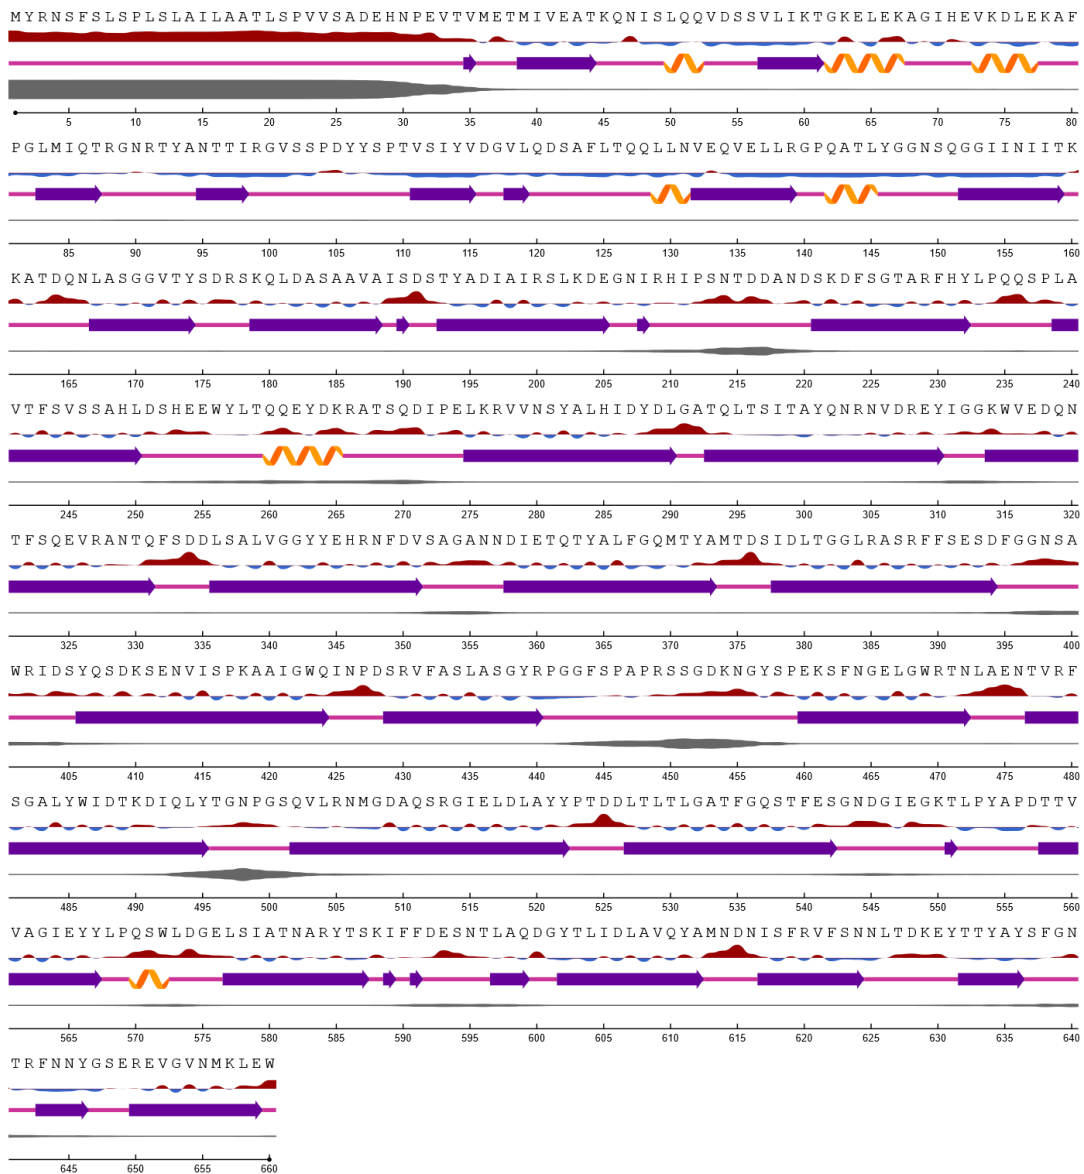 MYRNSFSLSPLSLAILAATLSPVVSADEHNPEVTVMETMIVEATKQNISLQQVDSSVLIKTGKELEKAGIHEVKDLEKAF
5 10 15 20 25 30 35 40 45 50 55 60 65 70 75 80
PGLMIQTRGNRTYANTTIRGVSSPDYYSPTVSIYVDGVLQDSAFLTQQLLNVEQVELLRGPQATLYGGNSQGGIINIITK
85 90 95 100 105 110 115 120 125 130 135 140 145 150 155 160
KATDQNLASGGVTYSDRSKQLDASAAVAISDSTYADIAIRSLKDEGNIRHIPSNTDDANDSKDFSGTARFHYLPQQSPLA
165 170 175 180 185 190 195 200 205 210 215 220 225 230 235 240
VTFSVSSAHLDSHEEWYLTQQEYDKRATSQDIPELKRVVNSYALHIDYDLGATQLTSITAYQNRNVDREYIGGKWVEDQN
245 250 255 260 265 270 275 280 285 290 295 300 305 310 315 320
TFSQEVRANTQFSDDLSALVGGYYEHRNFDVSAGANNDIETQTYALFGQMTYAMTDSIDLTGGLRASRFFSESDFGGNSA
325 330 335 340 345 350 355 360 365 370 375 380 385 390 395 400
WRIDSYQSDKSENVISPKAAIGWQINPDSRVFASLASGYRPGGFSPAPRSSGDKNGYSPEKSFNGELGWRTNLAENTVRF
405 410 415 420 425 430 435 440 445 450 455 460 465 470 475 480
SGALYWIDTKDIQLYTGNPGSQVLRNMGDAQSRGIELDLAYYPTDDLTLTLGATFGQSTFESGNDGIEGKTLPYAPDTTV
485 490 495 500 505 510 515 520 525 530 535 540 545 550 555 560
VAGIEYYLPQSWLDGELSIATNARYTSKIFFDESNTLAQDGYTLIDLAVQYAMNDNISFRVFSNNLTDKEYTTYAYSFGN
565 570 575 580 585 590 595 600 605 610 615 620 625 630 635 640
TRFNNYGSEREVGVNMKLEW
645 650 655 660